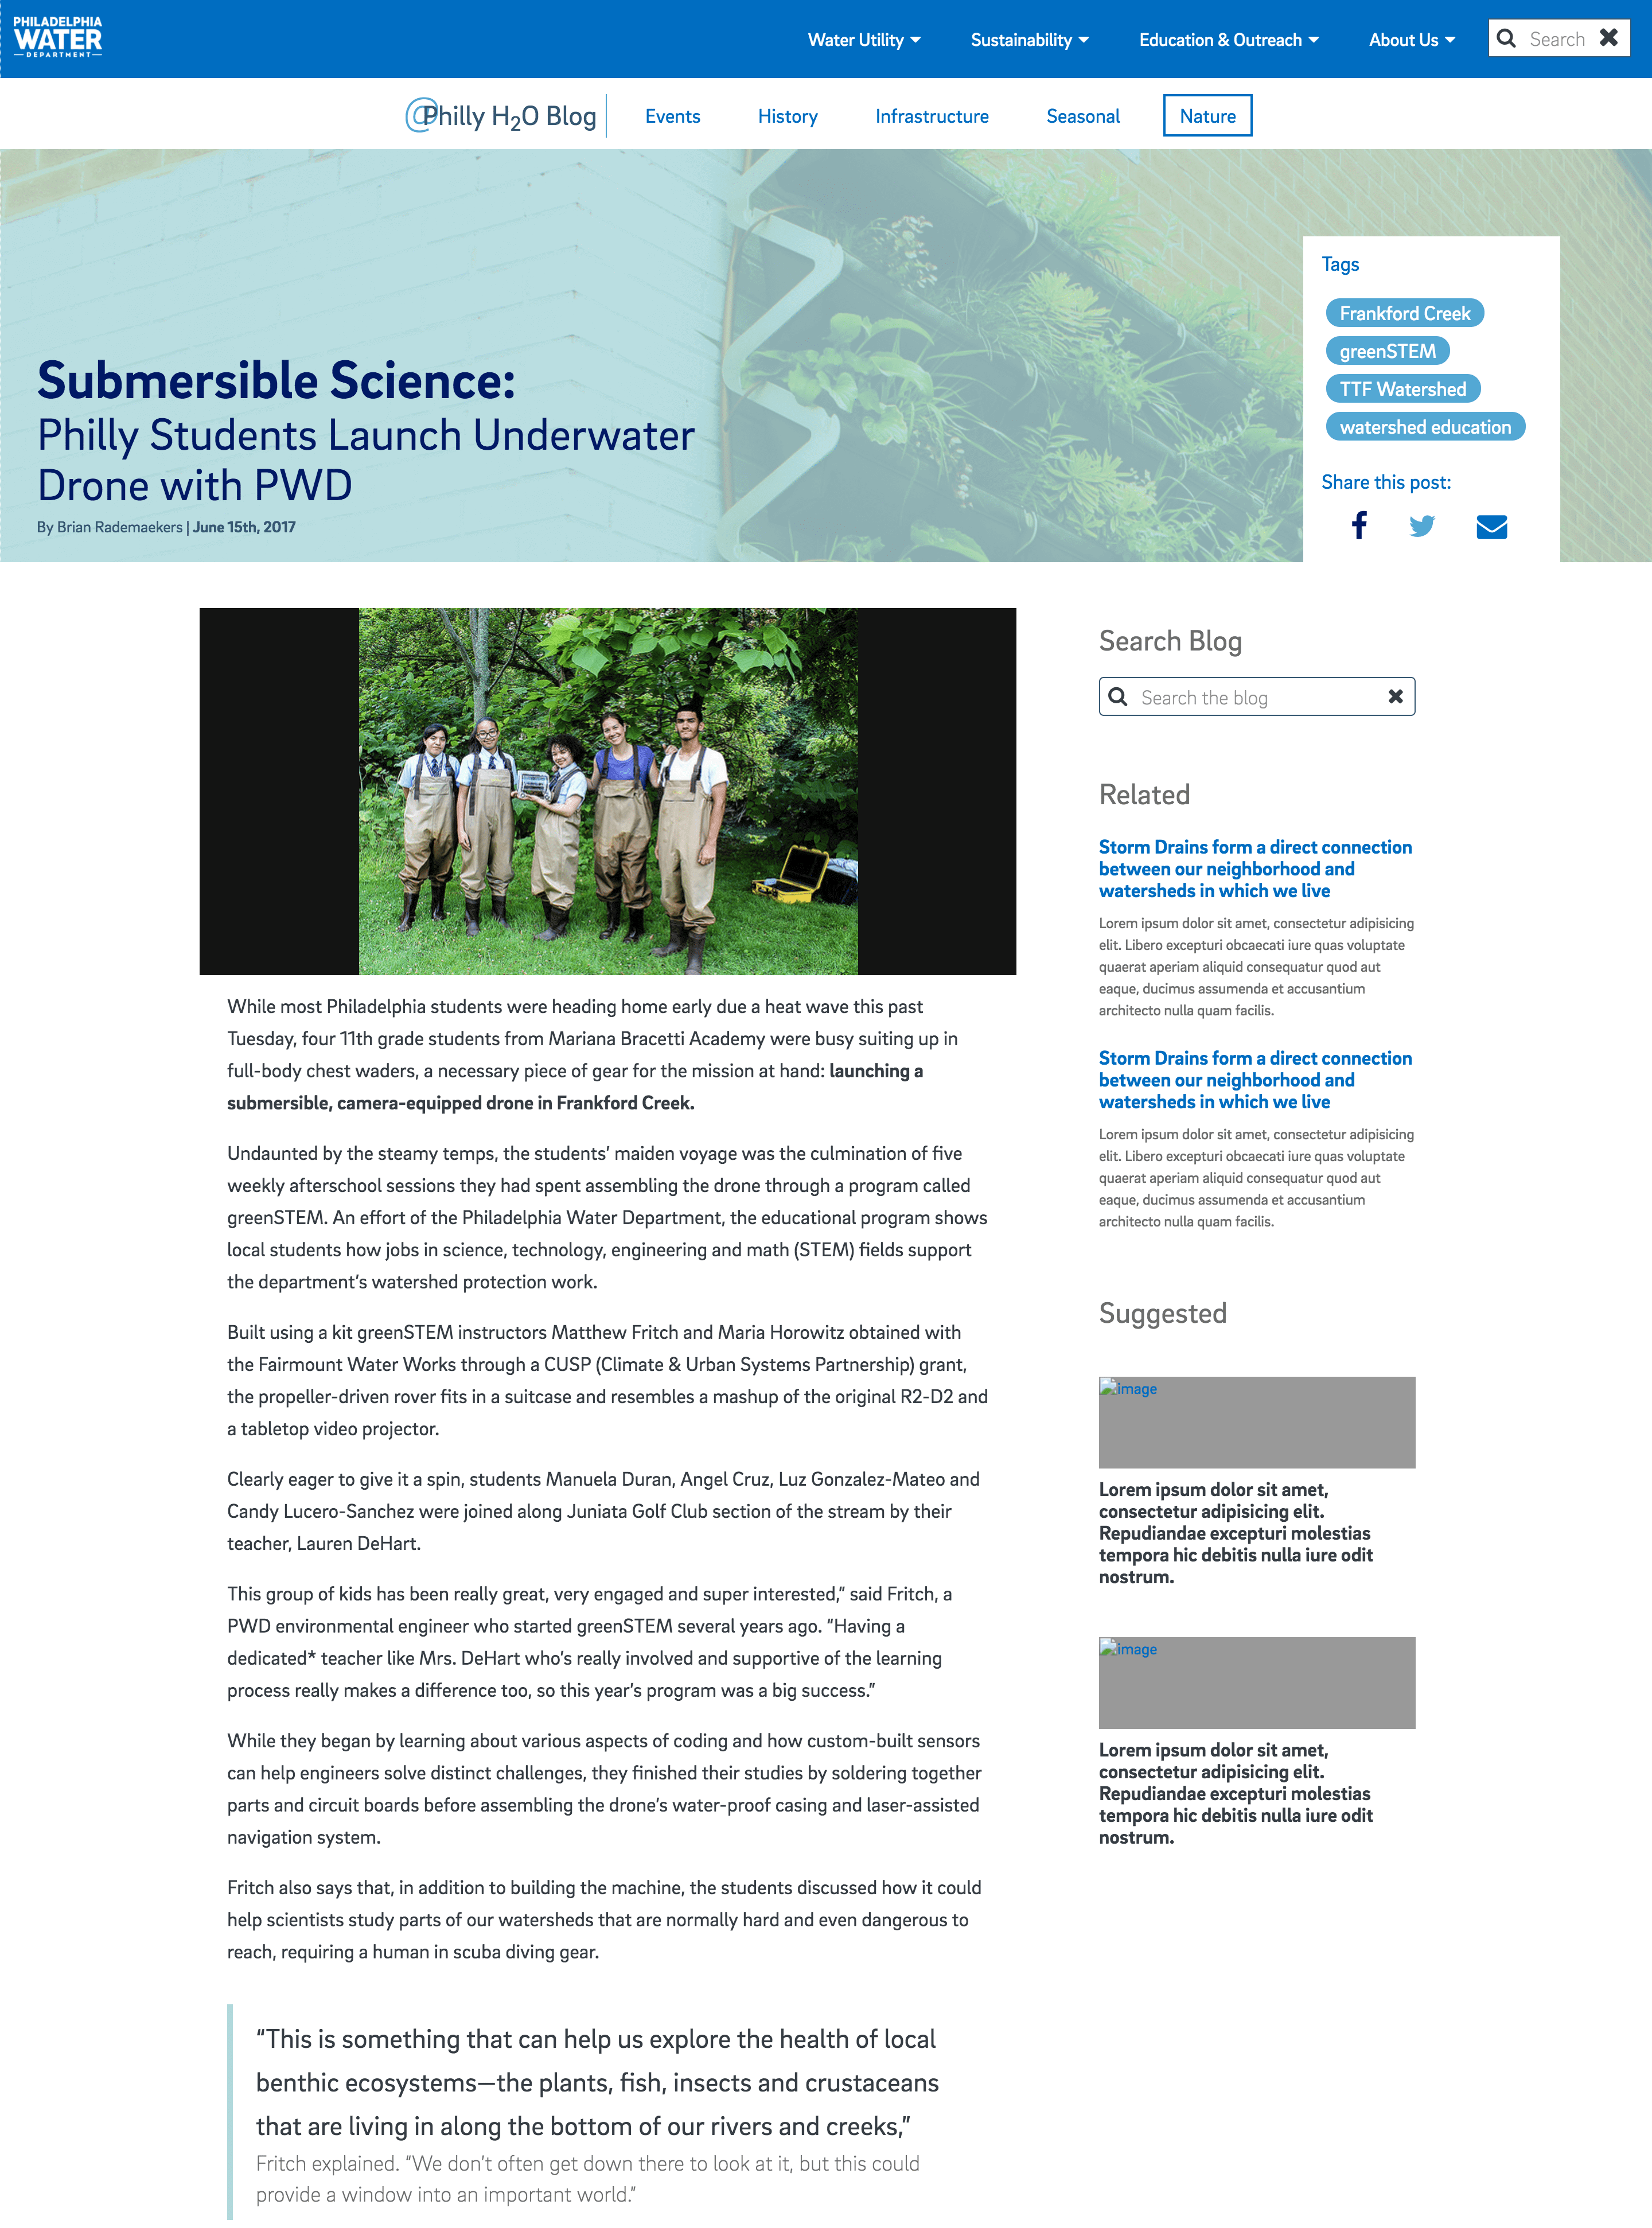 PHILADELPHIA
WATER
DEPARTMENT
Water Utility
Sustainability
Education & Outreach
About Us
Search
@Philly H2O Blog
Events
History
Infrastructure
Seasonal
Nature
Submersible Science:
Philly Students Launch Underwater
Drone with PWD
By Brian Rademaekers | June 15th, 2017
Tags
Frankford Creek
greenSTEM
TTF Watershed
watershed education
Share this post:
While most Philadelphia students were heading home early due a heat wave this past
Tuesday, four 11th grade students from Mariana Bracetti Academy were busy suiting up in
full-body chest waders, a necessary piece of gear for the mission at hand: launching a
submersible, camera-equipped drone in Frankford Creek.
Undaunted by the steamy temps, the students’ maiden voyage was the culmination of five
weekly afterschool sessions they had spent assembling the drone through a program called
greenSTEM. An effort of the Philadelphia Water Department, the educational program shows
local students how jobs in science, technology, engineering and math (STEM) fields support
the department’s watershed protection work.
Built using a kit greenSTEM instructors Matthew Fritch and Maria Horowitz obtained with
the Fairmount Water Works through a CUSP (Climate & Urban Systems Partnership) grant,
the propeller-driven rover fits in a suitcase and resembles a mashup of the original R2-D2 and
a tabletop video projector.
Clearly eager to give it a spin, students Manuela Duran, Angel Cruz, Luz Gonzalez-Mateo and
Candy Lucero-Sanchez were joined along Juniata Golf Club section of the stream by their
teacher, Lauren DeHart.
This group of kids has been really great, very engaged and super interested,” said Fritch, a
PWD environmental engineer who started greenSTEM several years ago. “Having a
dedicated* teacher like Mrs. DeHart who’s really involved and supportive of the learning
process really makes a difference too, so this year’s program was a big success.”
While they began by learning about various aspects of coding and how custom-built sensors
can help engineers solve distinct challenges, they finished their studies by soldering together
parts and circuit boards before assembling the drone’s water-proof casing and laser-assisted
navigation system.
Fritch also says that, in addition to building the machine, the students discussed how it could
help scientists study parts of our watersheds that are normally hard and even dangerous to
reach, requiring a human in scuba diving gear.
“This is something that can help us explore the health of local
benthic ecosystems—the plants, fish, insects and crustaceans
that are living in along the bottom of our rivers and creeks,”
Fritch explained. “We don’t often get down there to look at it, but this could
provide a window into an important world.”
Search Blog
Search the blog
Related
Storm Drains form a direct connection
between our neighborhood and
watersheds in which we live
Lorem ipsum dolor sit amet, consectetur adipisicing
elit. Libero excepturi obcaecati iure quas voluptate
quaerat aperiam aliquid consequatur quod aut
eaque, ducimus assumenda et accusantium
architecto nulla quam facilis.
Storm Drains form a direct connection
between our neighborhood and
watersheds in which we live
Lorem ipsum dolor sit amet, consectetur adipisicing
elit. Libero excepturi obcaecati iure quas voluptate
quaerat aperiam aliquid consequatur quod aut
eaque, ducimus assumenda et accusantium
architecto nulla quam facilis.
Suggested
image
Lorem ipsum dolor sit amet,
consectetur adipisicing elit.
Repudiandae excepturi molestias
tempora hic debitis nulla iure odit
nostrum.
image
Lorem ipsum dolor sit amet,
consectetur adipisicing elit.
Repudiandae excepturi molestias
tempora hic debitis nulla iure odit
nostrum.